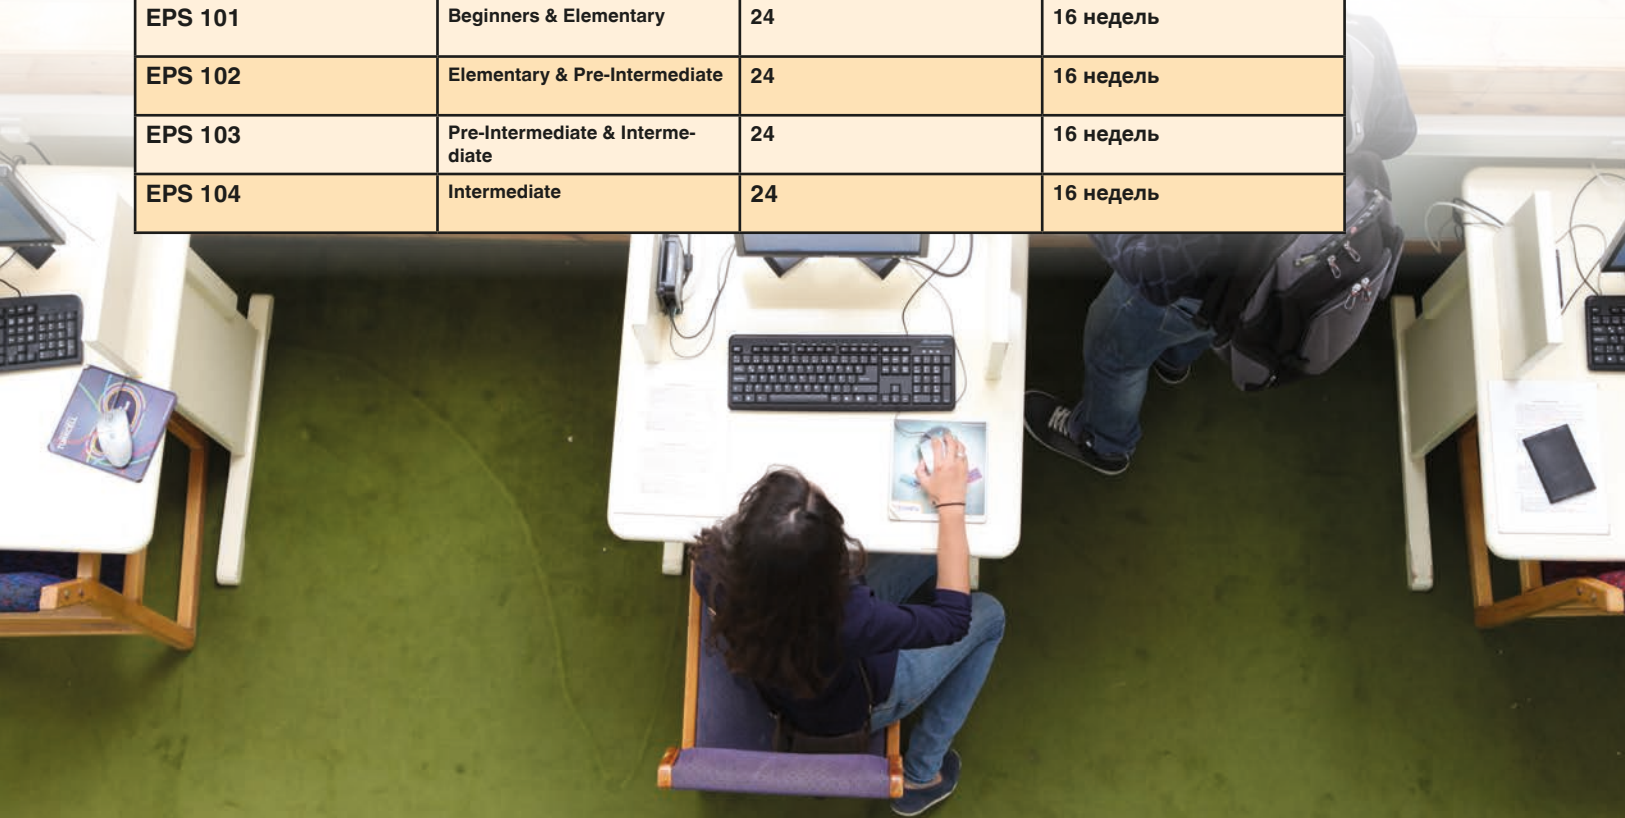 EPS 101 Beginners & Elementary 24 16 недель
EPS 102 Elementary & Pre-Intermediate 24 16 недель
EPS 103 Pre-Intermediate & Interme-
diate 24 16 недель
EPS 104 Intermediate 24 16 недель
TURKCELL